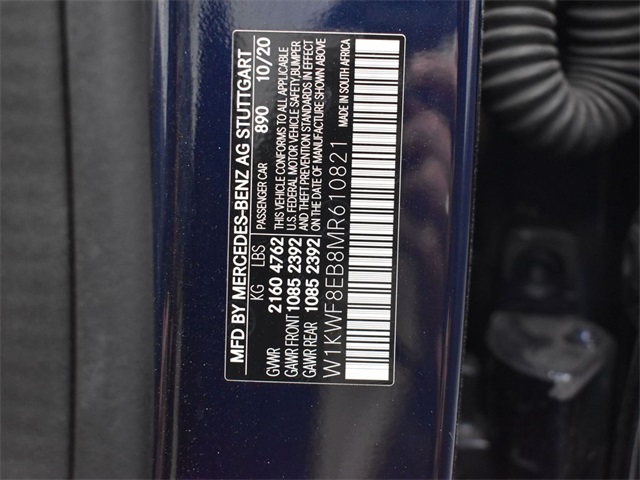 MFD BY MERCEDES-BENZ AG STUTTGART
KG LBS PASSENGER CAR 890 10/20
GWR 2160 4762 THIS VEHICLE CONFORMS TO ALL APPLICABLE
GAWR FRONT 1085 2392 U.S. FEDERAL MOTOR VEHICLE SAFETY, BUMPER
GAWR REAR 1085 2392 AND THEFT PREVENTION STANDARDS IN EFFECT
ON THE DATE OF MANUFACTURE SHOWN ABOVE
W1KWF8EB8MR610821 MADE IN SOUTH AFRICA